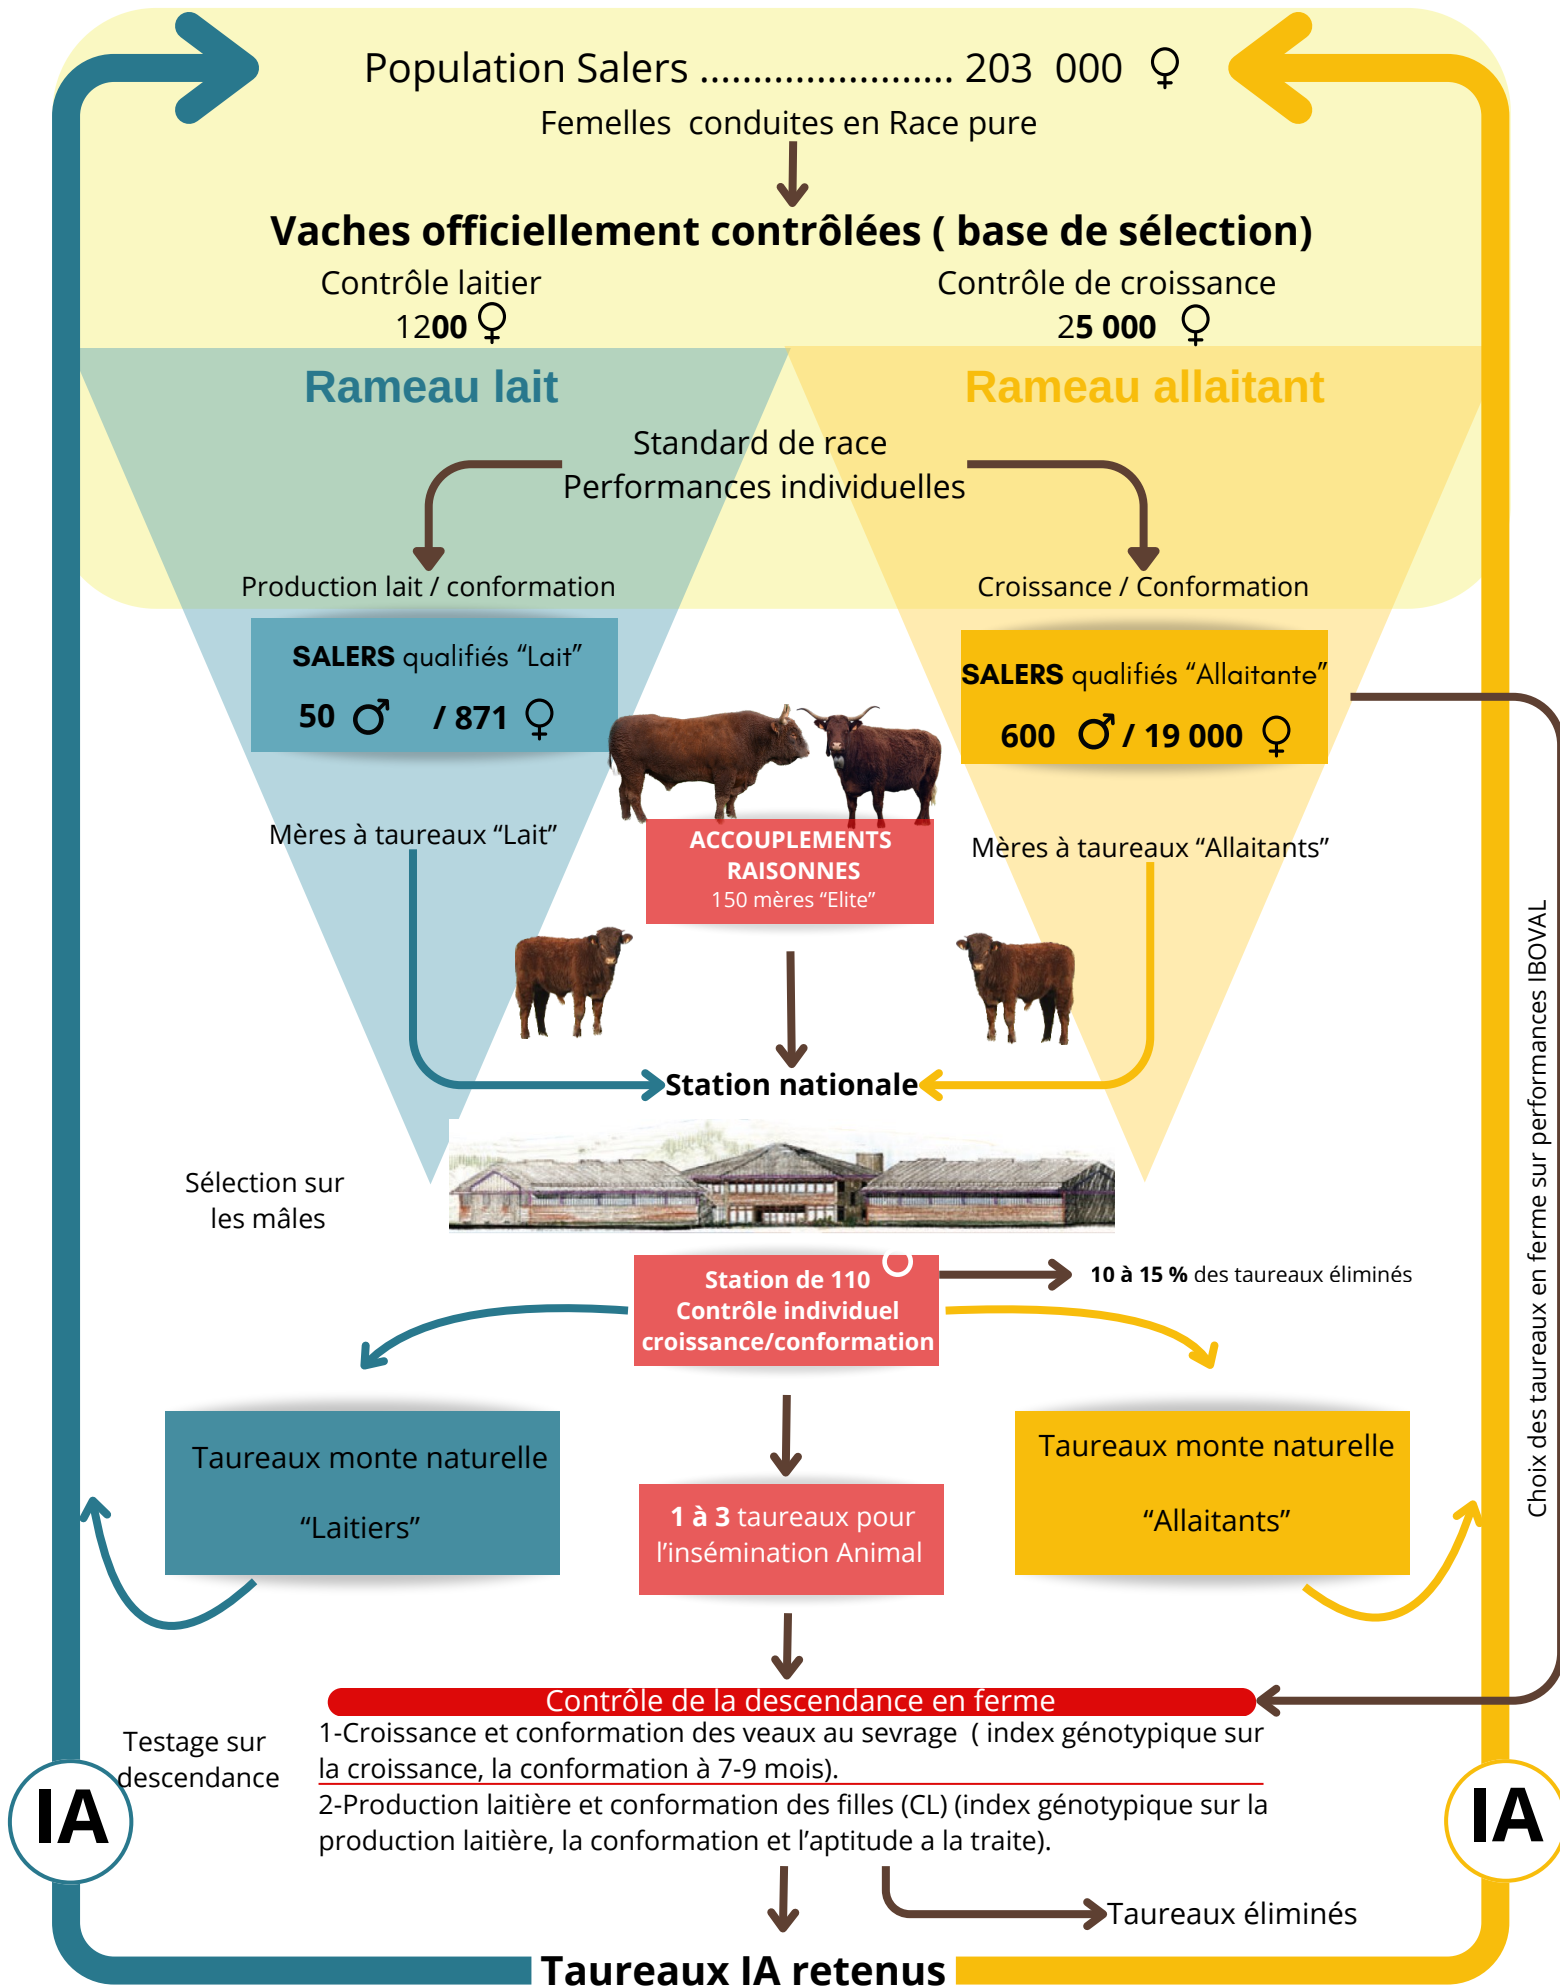 Population Salers ........................ 203 000 ♀
Femelles conduites en Race pure
Vaches officiellement contrôlées ( base de sélection)
Contrôle laitier
1200 ♀
Contrôle de croissance
25 000 ♀
Rameau lait
Rameau allaitant
Standard de race
Performances individuelles
Production lait / conformation
Croissance / Conformation
SALERS qualifiés “Lait”
50 ♂ / 871 ♀
SALERS qualifiés “Allaitante”
600 ♂ / 19 000 ♀
Mères à taureaux “Lait”
ACCOUPLEMENTS
RAISONNES
150 mères “Elite”
Mères à taureaux “Allaitants”
Station nationale
Choix des taureaux en ferme sur performances IBOVAL
Sélection sur
les mâles
Station de 110
Contrôle individuel
croissance/conformation
10 à 15 % des taureaux éliminés
Taureaux monte naturelle
“Laitiers”
1 à 3 taureaux pour
l’insémination Animal
Taureaux monte naturelle
“Allaitants”
Contrôle de la descendance en ferme
Testage sur
descendance
1-Croissance et conformation des veaux au sevrage ( index génotypique sur
la croissance, la conformation à 7-9 mois).
2-Production laitière et conformation des filles (CL) (index génotypique sur la
production laitière, la conformation et l’aptitude a la traite).
IA
IA
Taureaux éliminés
Taureaux IA retenus